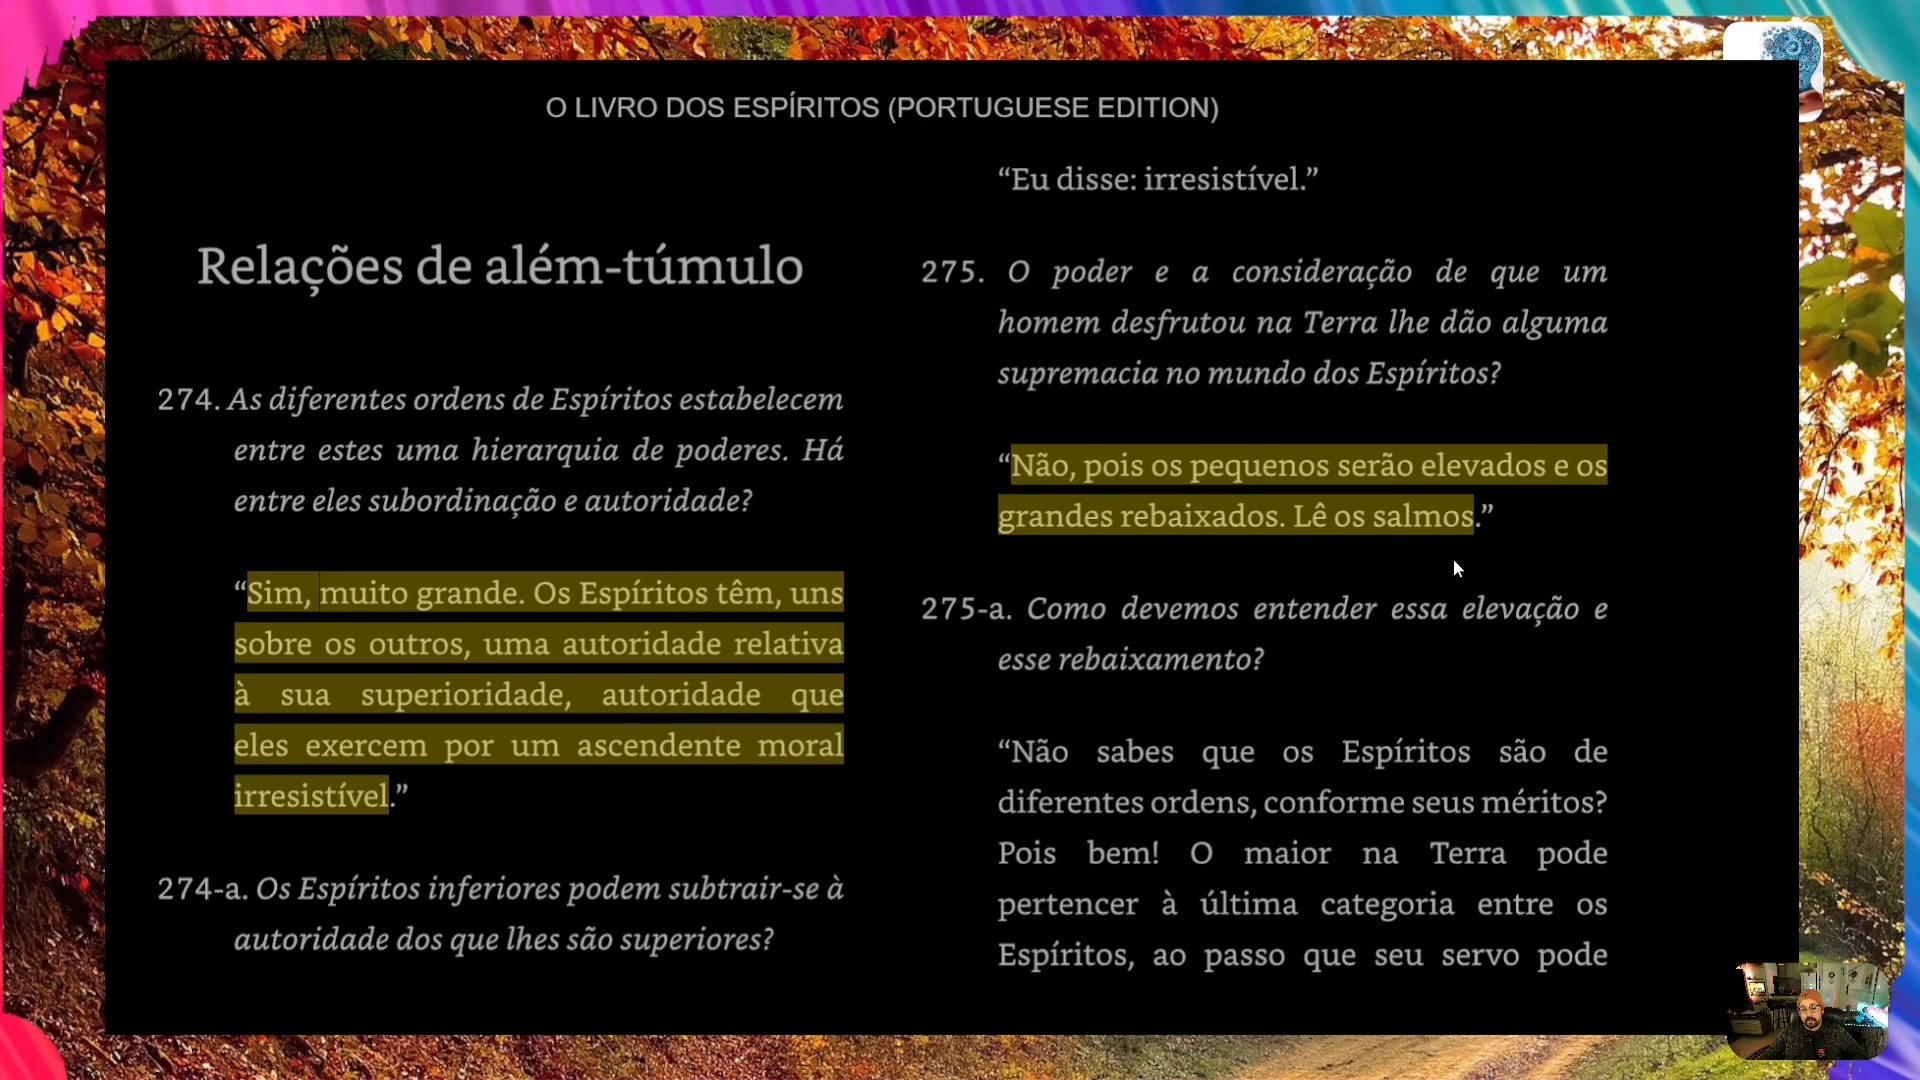 O LIVRO DOS ESPÍRITOS (PORTUGUESE EDITION)
Relações de além-túmulo
274. As diferentes ordens de Espíritos estabelecem
entre estes uma hierarquia de poderes. Há
entre eles subordinação e autoridade?
“Sim, muito grande. Os Espíritos têm, uns
sobre os outros, uma autoridade relativa
à sua superioridade, autoridade que
eles exercem por um ascendente moral
irresistível.”
274-a. Os Espíritos inferiores podem subtrair-se à
autoridade dos que lhes são superiores?
“Eu disse: irresistível.”
275. O poder e a consideração de que um
homem desfrutou na Terra lhe dão alguma
supremacia no mundo dos Espíritos?
“Não, pois os pequenos serão elevados e os
grandes rebaixados. Lê os salmos.”
275-a. Como devemos entender essa elevação e
esse rebaixamento?
“Não sabes que os Espíritos são de
diferentes ordens, conforme seus méritos?
Pois bem! O maior na Terra pode
pertencer à última categoria entre os
Espíritos, ao passo que seu servo pode